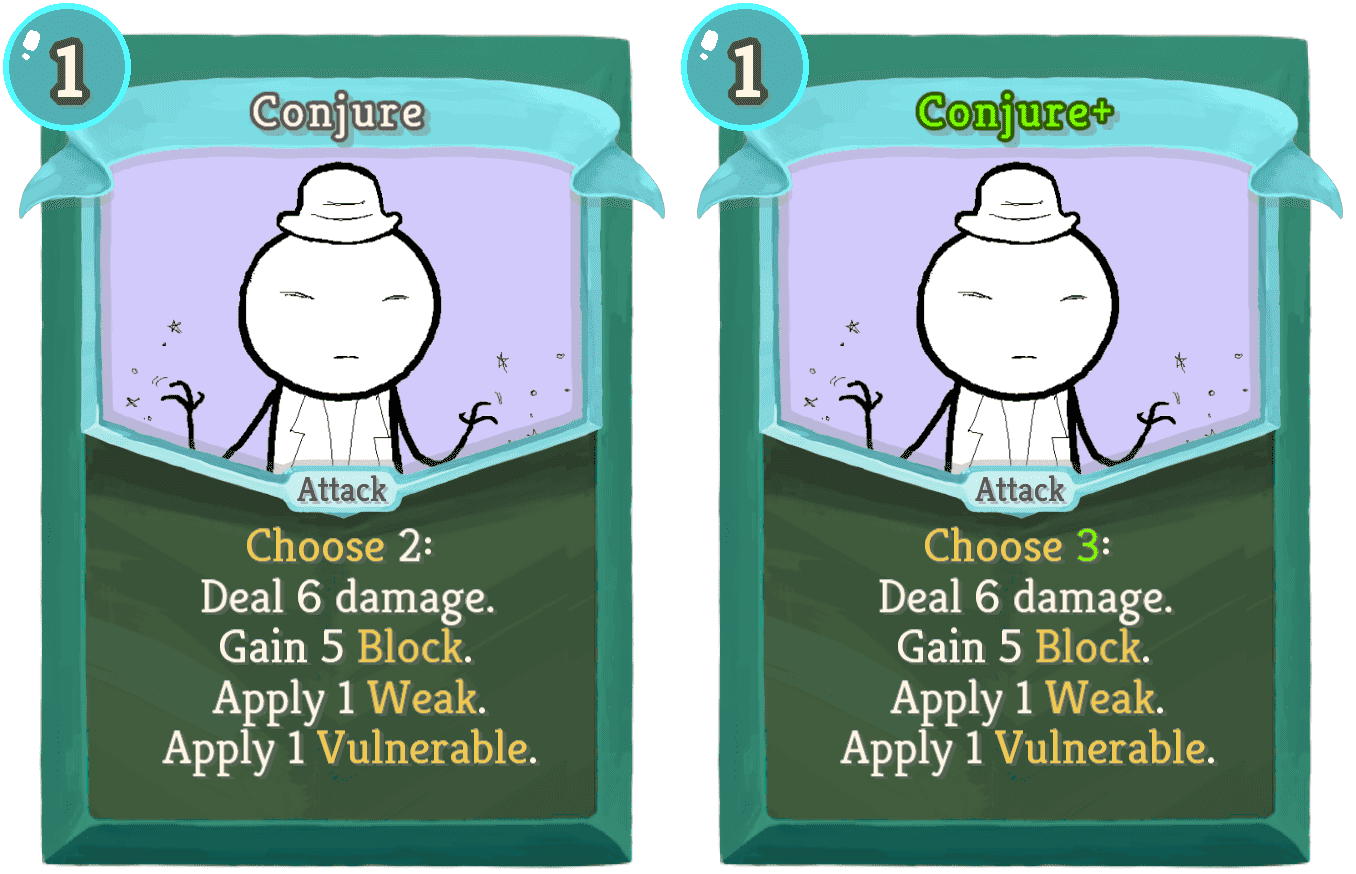 1
Conjure
Attack
Choose 2:
Deal 6 damage.
Gain 5 Block.
Apply 1 Weak.
Apply 1 Vulnerable.
1
Conjure+
Attack
Choose 3:
Deal 6 damage.
Gain 5 Block.
Apply 1 Weak.
Apply 1 Vulnerable.